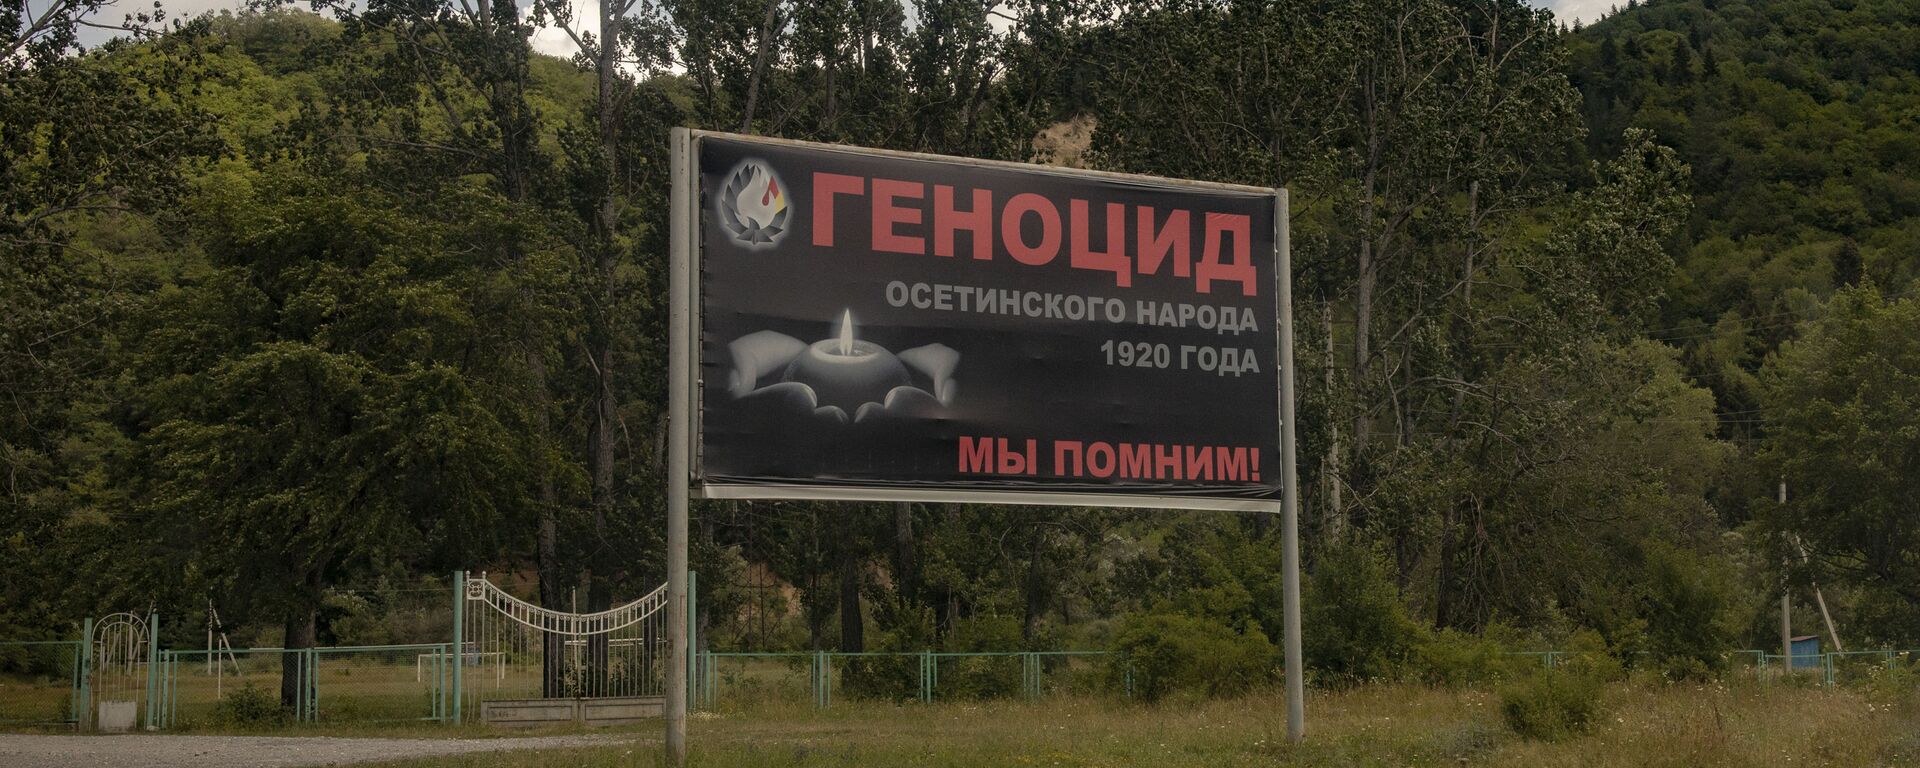 ГЕНОЦИД
ОСЕТИНСКОГО НАРОДА
1920 ГОДА
МЫ ПОМНИМ!